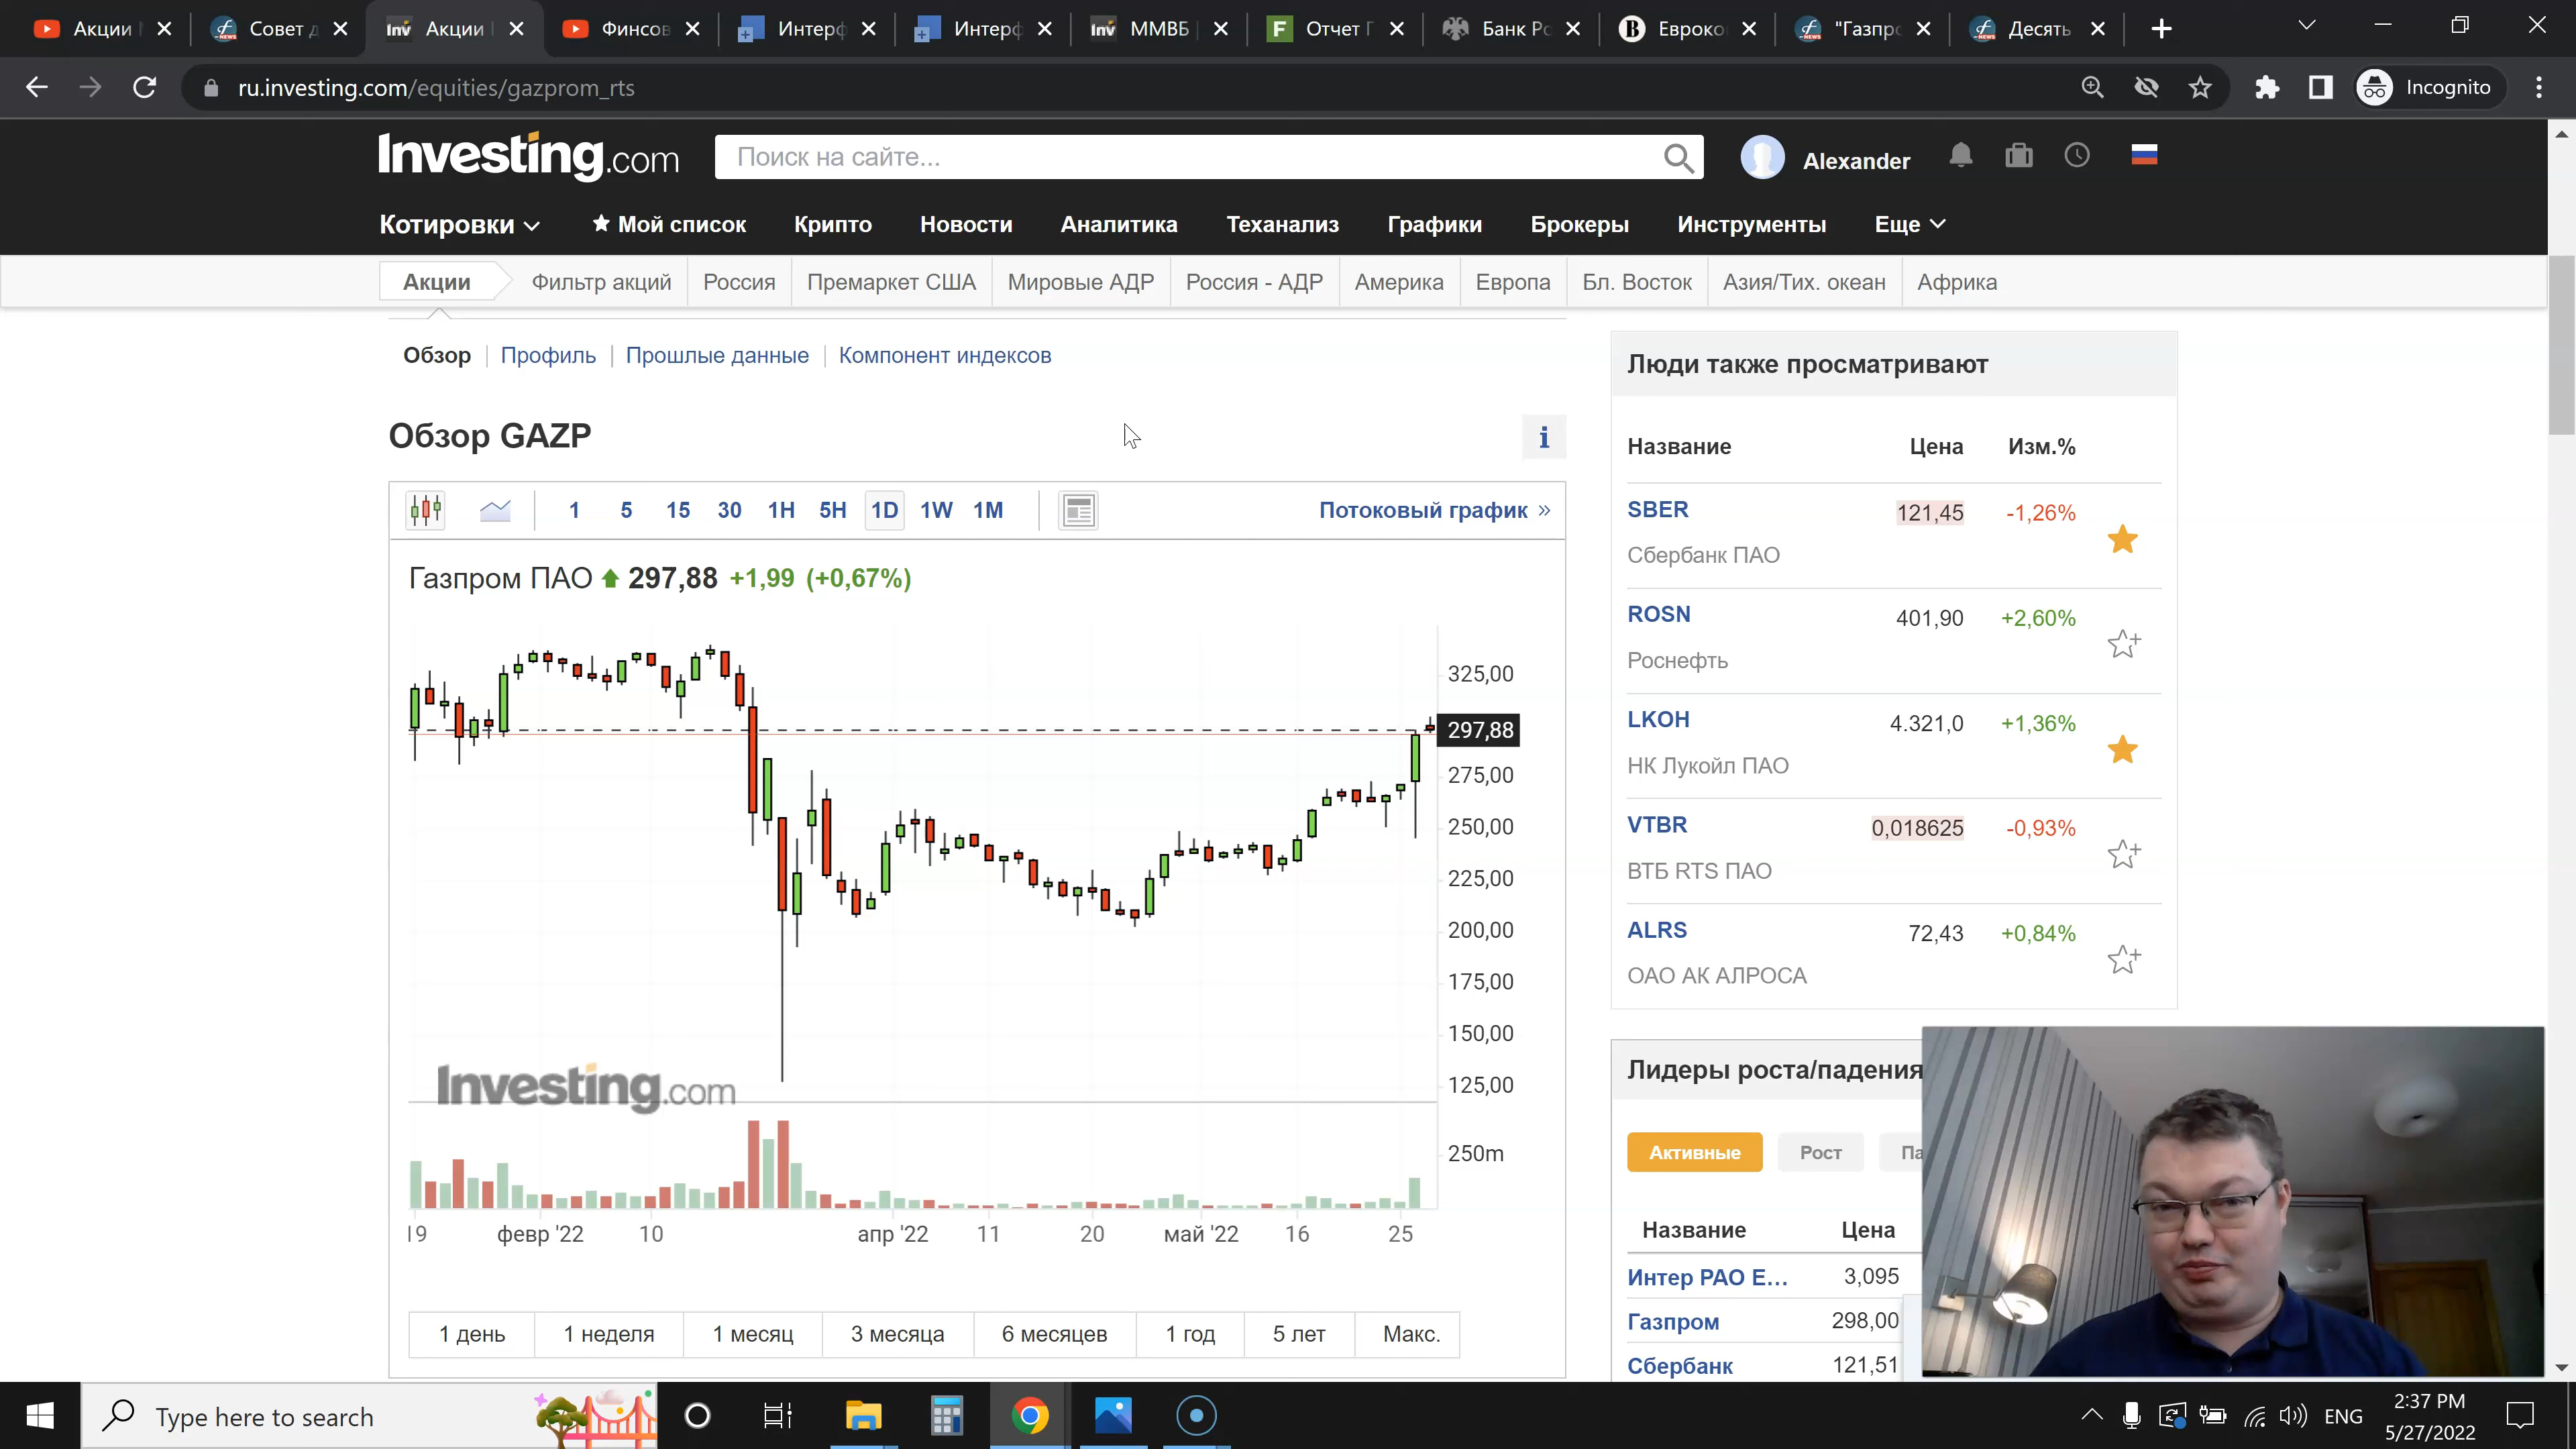 Акции
Совет д
Inv
Акции
Финсов
Интерф
Интерф
Inv
ММВБ
F
Отчет Г
Банк Ро
B
Евроко
"Газпро
Десять
ru.investing.com/equities/gazprom_rts
Incognito
Investing.com
Поиск на сайте...
Alexander
Котировки
Мой список
Крипто
Новости
Аналитика
Теханализ
Графики
Брокеры
Инструменты
Еще
Акции
Фильтр акций
Россия
Премаркет США
Мировые АДР
Россия - АДР
Америка
Европа
Бл. Восток
Азия/Тих. океан
Африка
Обзор
Профиль
Прошлые данные
Компонент индексов
Обзор GAZP
i
1 5 15 30 1H 5H 1D 1W 1M
Потоковый график »
Газпром ПАО 297,88 +1,99 (+0,67%)
325,00
297,88
275,00
250,00
225,00
200,00
175,00
150,00
125,00
250m
Investing.com
19 февр '22 10 апр '22 11 20 май '22 16 25
1 день 1 неделя 1 месяц 3 месяца 6 месяцев 1 год 5 лет Макс.
Люди также просматривают
Название Цена Изм.%
SBER 121,45 -1,26%
Сбербанк ПАО
ROSN 401,90 +2,60%
Роснефть
LKOH 4.321,0 +1,36%
НК Лукойл ПАО
VTBR 0,018625 -0,93%
ВТБ RTS ПАО
ALRS 72,43 +0,84%
ОАО АК АЛРОСА
Лидеры роста/падения
Активные Рост Па
Название Цена
Интер РАО Е... 3,095
Газпром 298,00
Сбербанк 121,51
Type here to search
ENG
2:37 PM
5/27/2022